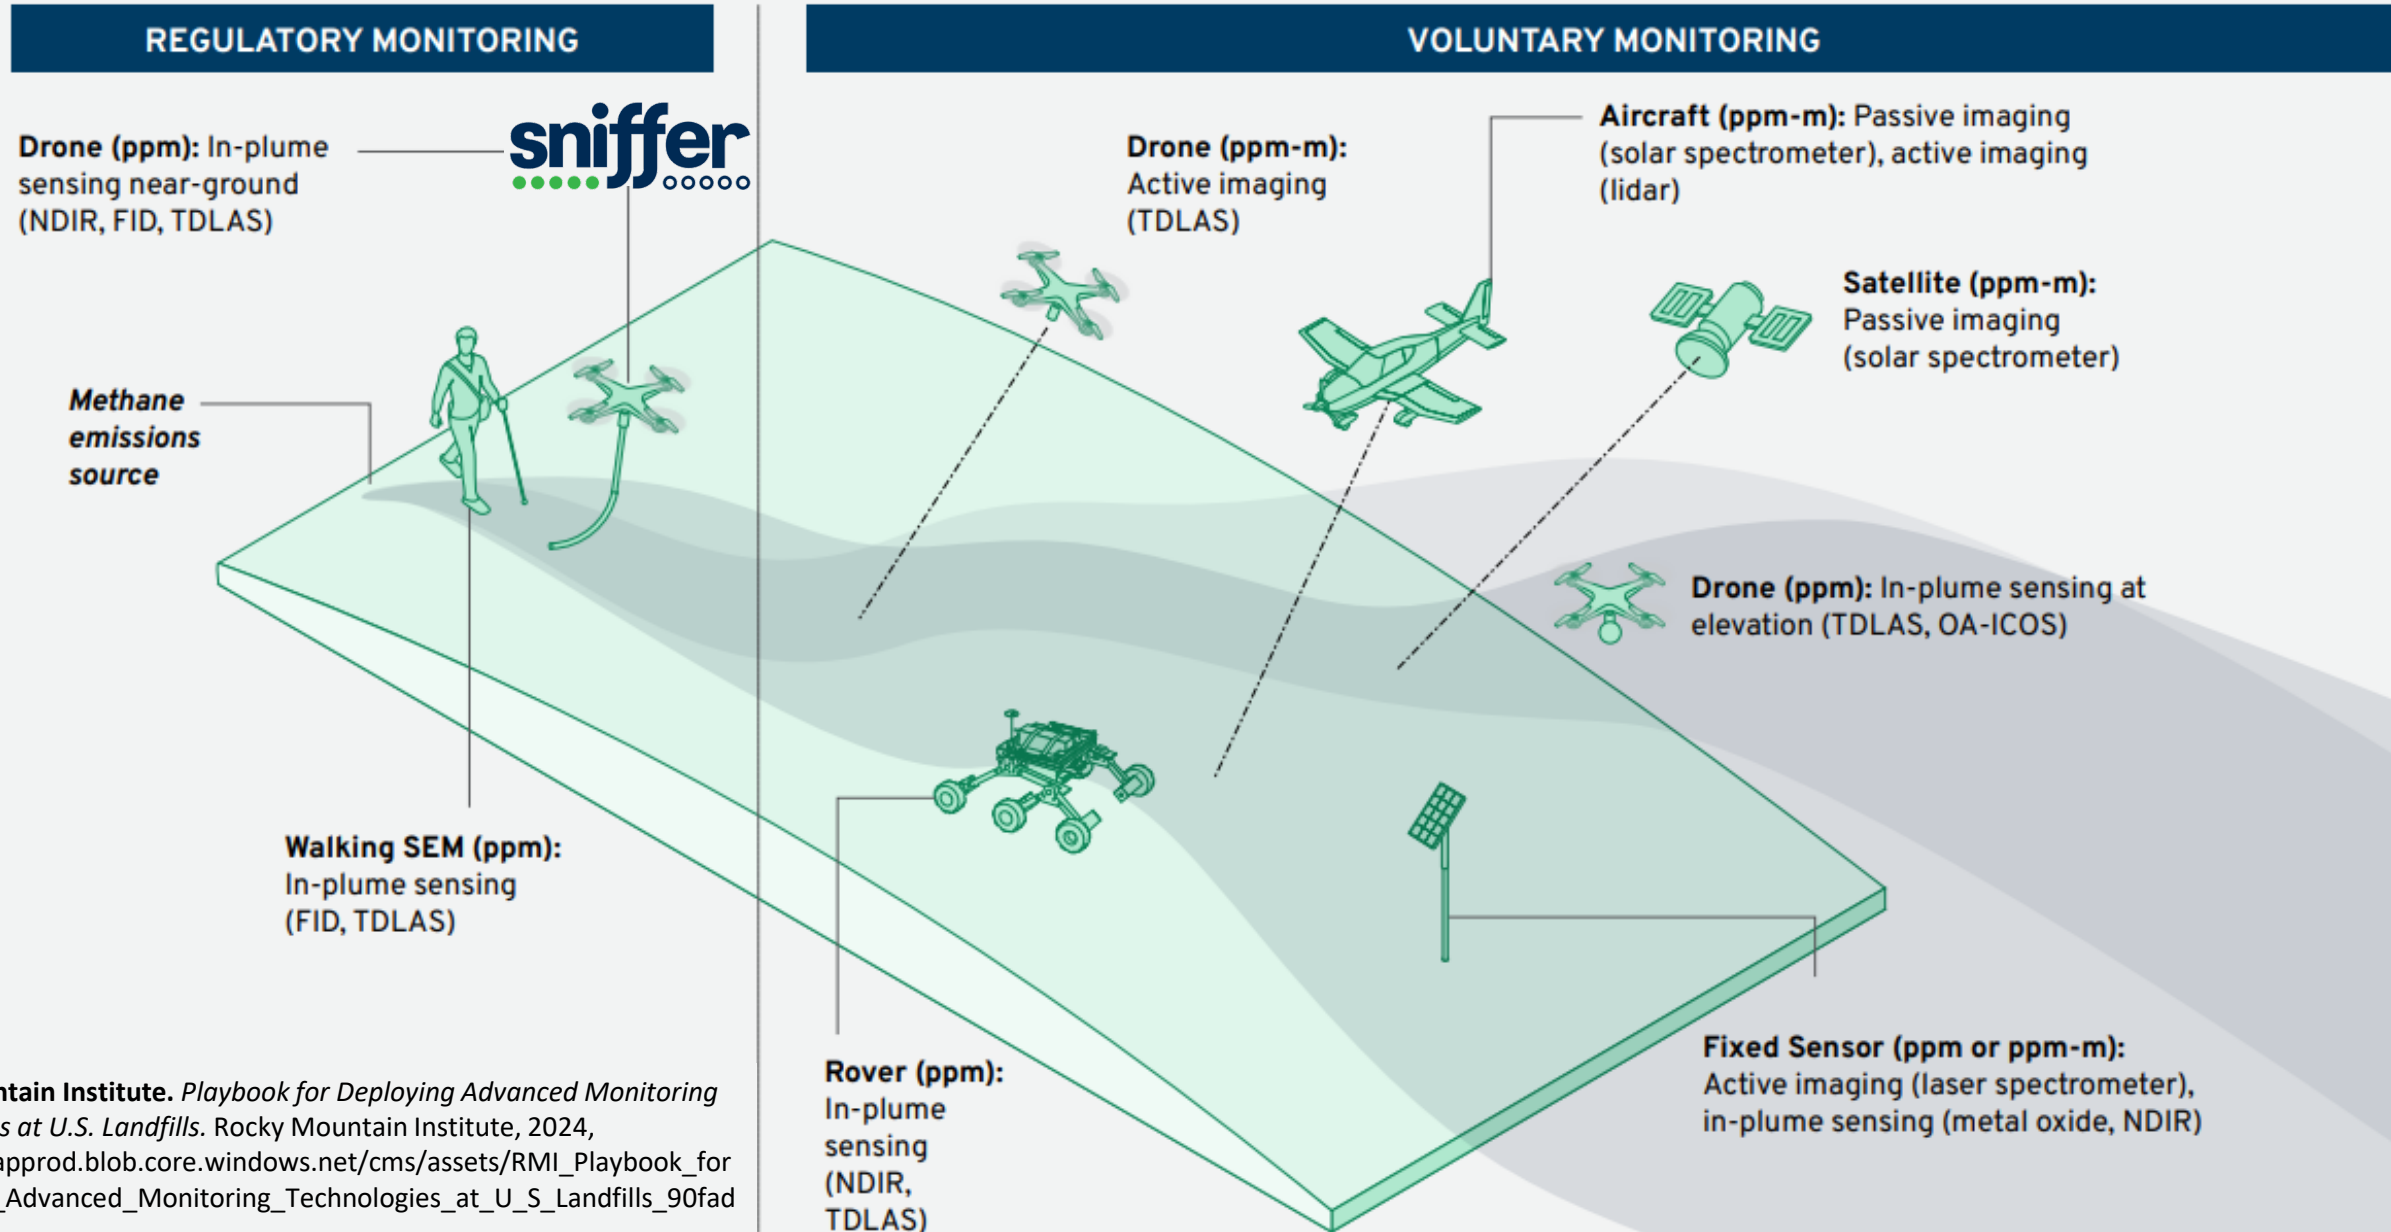 REGULATORY MONITORING
VOLUNTARY MONITORING
Drone (ppm): In-plume
sensing near-ground
(NDIR, FID, TDLAS)
sniffer
Drone (ppm-m):
Active imaging
(TDLAS)
Aircraft (ppm-m): Passive imaging
(solar spectrometer), active imaging
(lidar)
Satellite (ppm-m):
Passive imaging
(solar spectrometer)
Methane
emissions
source
Drone (ppm): In-plume sensing at
elevation (TDLAS, OA-ICOS)
Walking SEM (ppm):
In-plume sensing
(FID, TDLAS)
Rover (ppm):
In-plume
sensing
(NDIR,
TDLAS)
Fixed Sensor (ppm or ppm-m):
Active imaging (laser spectrometer),
in-plume sensing (metal oxide, NDIR)
ntain Institute. Playbook for Deploying Advanced Monitoring
s at U.S. Landfills. Rocky Mountain Institute, 2024,
approd.blob.core.windows.net/cms/assets/RMI_Playbook_for
_Advanced_Monitoring_Technologies_at_U_S_Landfills_90fad